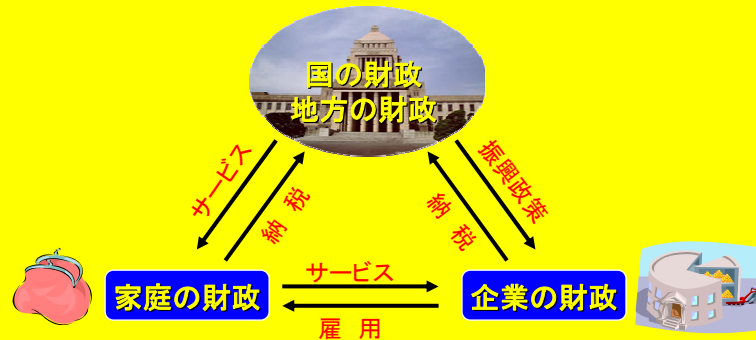 国の財政
地方の財政
サービス
納税
納税
振興政策
家庭の財政
サービス
雇用
企業の財政